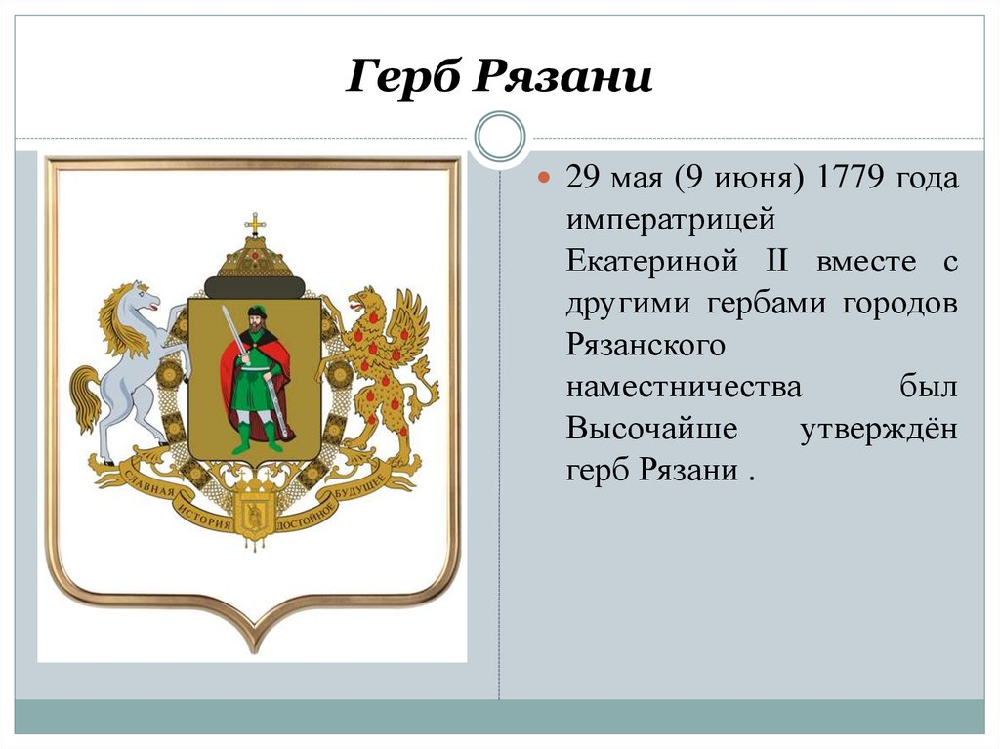 Герб Рязани
29 мая (9 июня) 1779 года
императрицей
Екатериной II вместе с
другими гербами городов
Рязанского
наместничества был
Высочайше утверждён
герб Рязани .
СЛАВНАЯ
ИСТОРИЯ
ДОСТОЙНОЕ
БУДУЩЕЕ